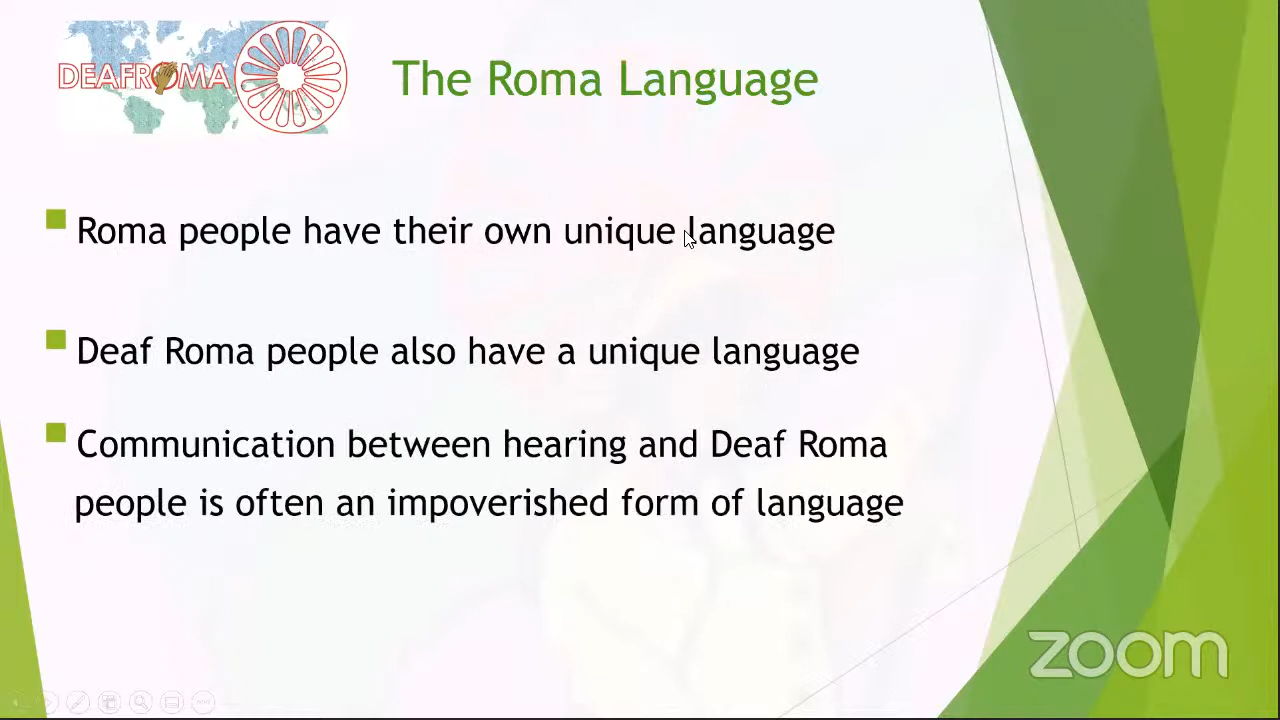 DEAFROMA
The Roma Language
Roma people have their own unique language
Deaf Roma people also have a unique language
Communication between hearing and Deaf Roma
people is often an impoverished form of language
zoom